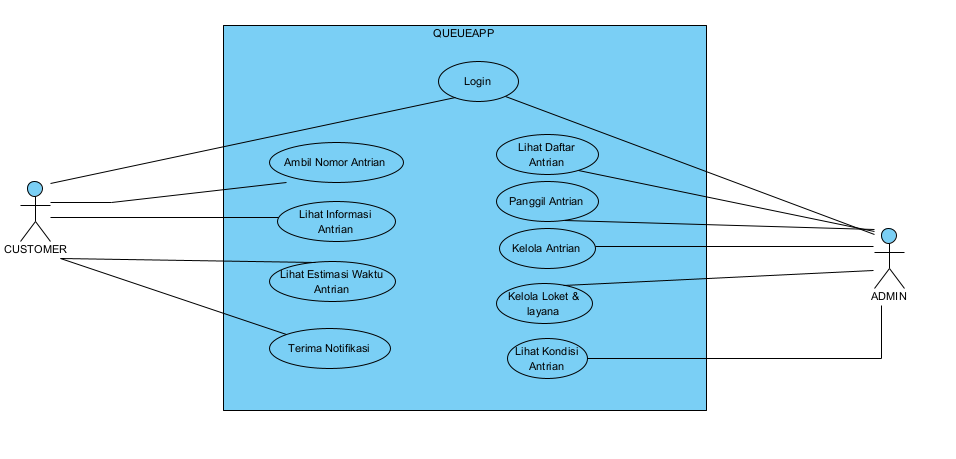 QUEUEAPP
Login
Ambil Nomor Antrian
Lihat Informasi
Antrian
Lihat Estimasi Waktu
Antrian
Terima Notifikasi
Lihat Daftar
Antrian
Panggil Antrian
Kelola Antrian
Kelola Loket &
layana
Lihat Kondisi
Antrian
CUSTOMER
ADMIN